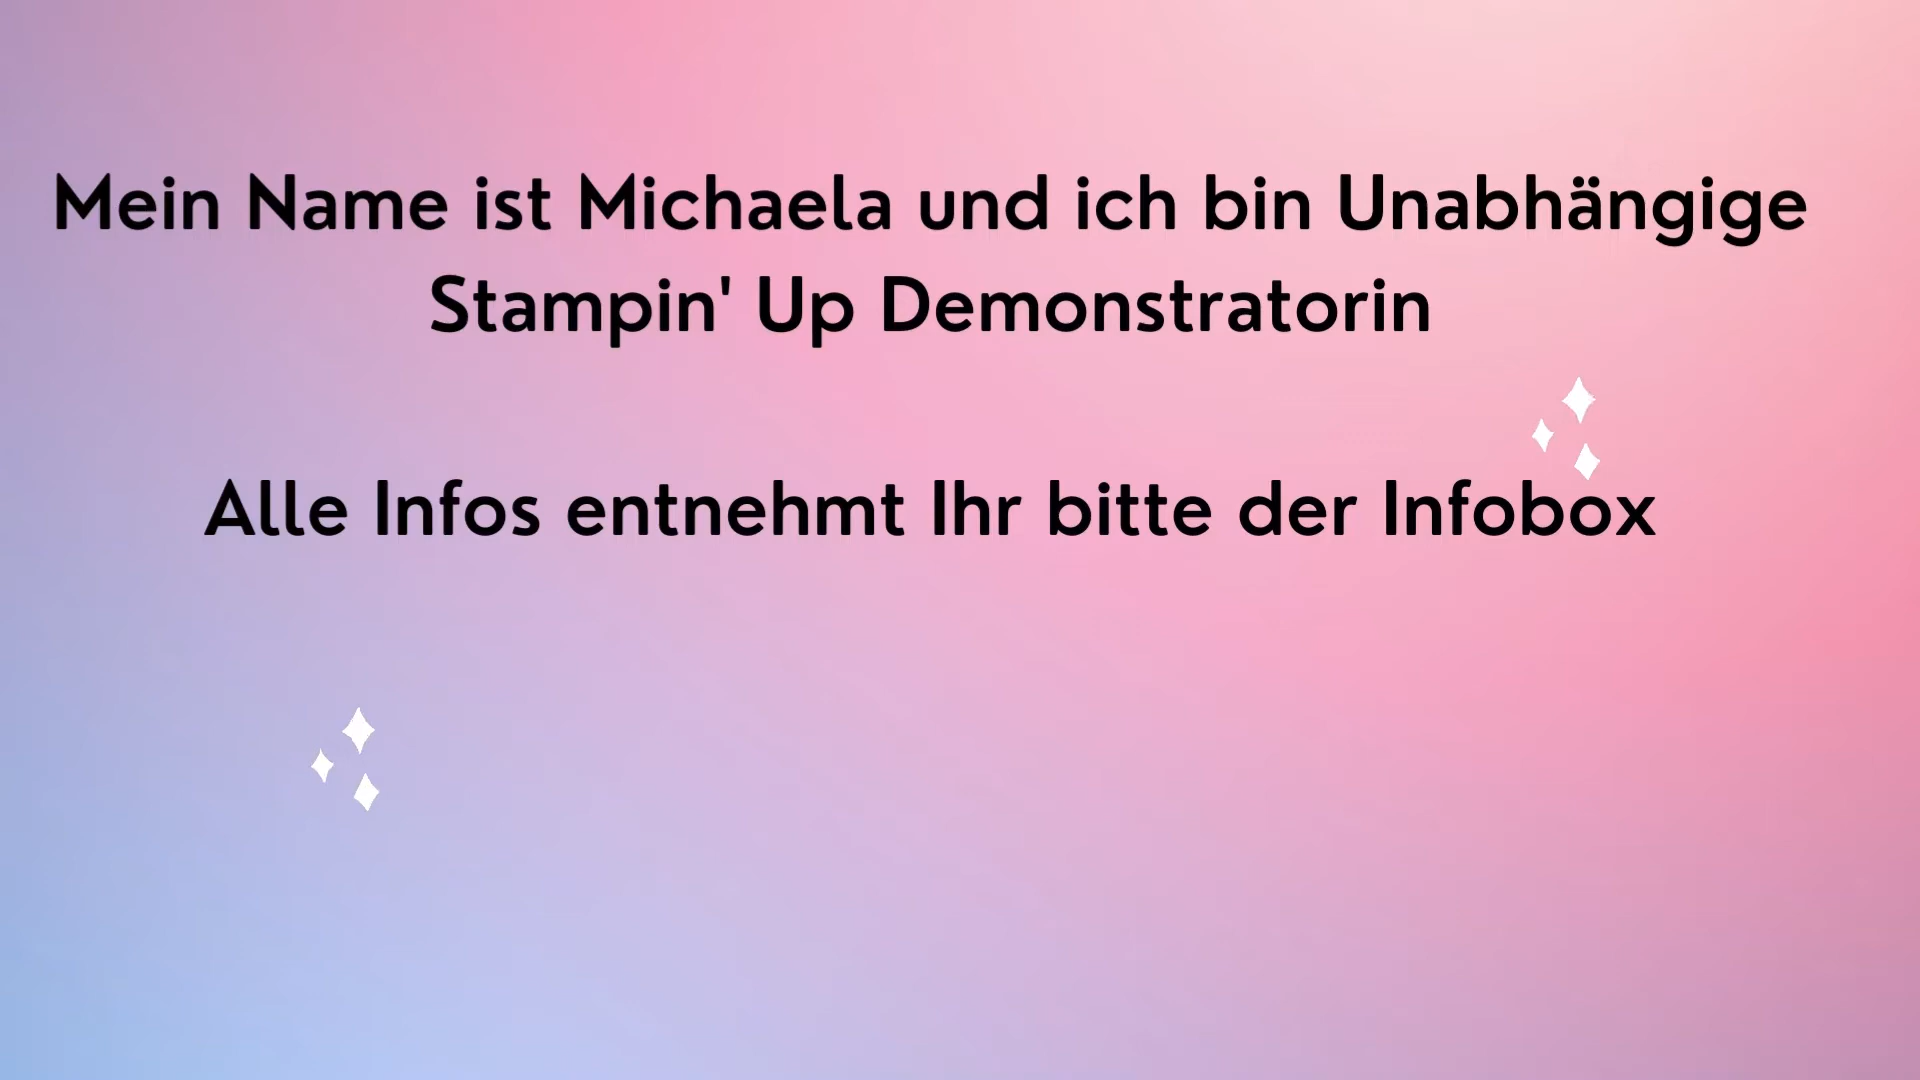 Mein Name ist Michaela und ich bin Unabhängige
Stampin' Up Demonstratorin
Alle Infos entnehmt Ihr bitte der Infobox